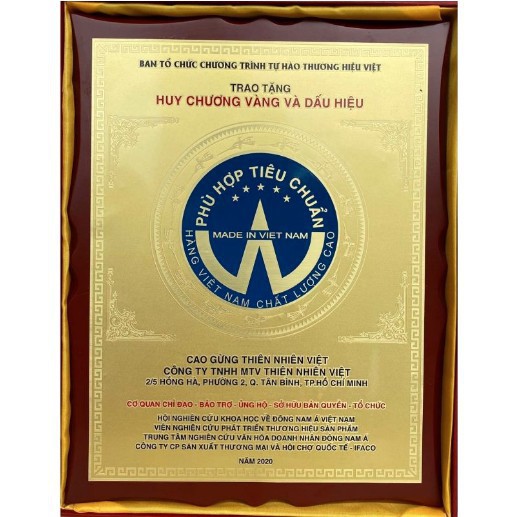 BAN TỔ CHỨC CHƯƠNG TRÌNH TỰ HÀO THƯƠNG HIỆU VIỆT
TRAO TẶNG
HUY CHƯƠNG VÀNG VÀ DẤU HIỆU
PHÙ HỢP TIÊU CHUẨN
MADE IN VIET NAM
HÀNG VIỆT NAM CHẤT LƯỢNG CAO
CAO GỪNG THIÊN NHIÊN VIỆT
CÔNG TY TNHH MTV THIÊN NHIÊN VIỆT
2/5 HỒNG HÀ, PHƯỜNG 2, Q. TÂN BÌNH, TP.HỒ CHÍ MINH
CƠ QUAN CHỈ ĐẠO - BẢO TRỢ - ỦNG HỘ - SỞ HỮU BẢN QUYỀN - TỔ CHỨC
HỘI NGHIÊN CỨU KHOA HỌC VỀ ĐÔNG NAM Á VIỆT NAM
VIỆN NGHIÊN CỨU PHÁT TRIỂN THƯƠNG HIỆU SẢN PHẨM
TRUNG TÂM NGHIÊN CỨU VĂN HÓA DOANH NHÂN ĐÔNG NAM Á
CÔNG TY CP SẢN XUẤT THƯƠNG MẠI VÀ HỘI CHỢ QUỐC TẾ - IFACO
NĂM 2020